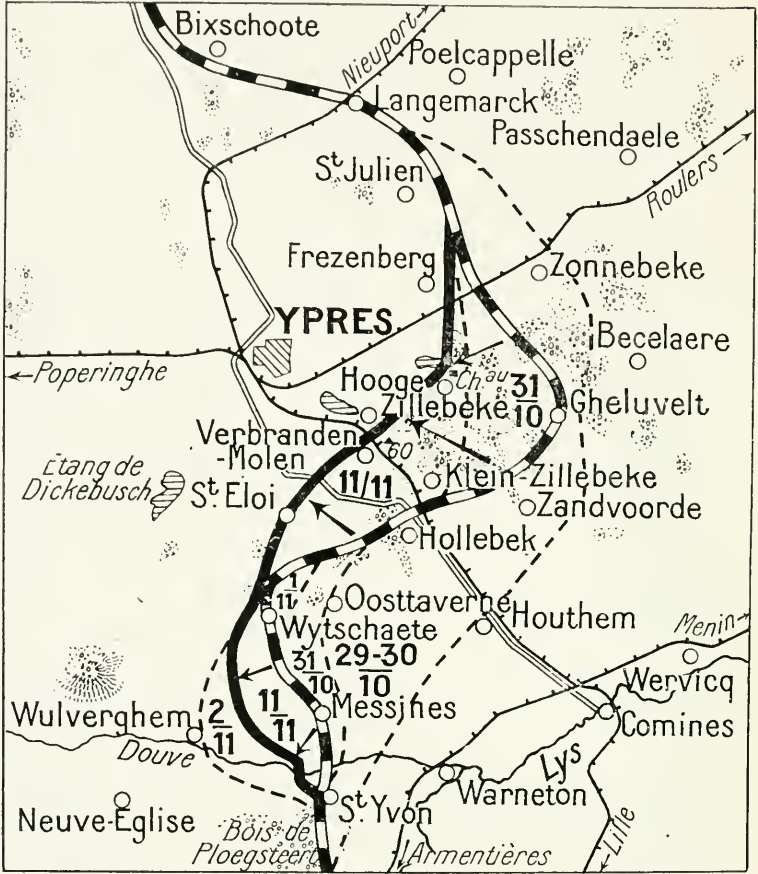 Bixschoote
Nieuport
Poelcappelle
Langemarck
Passchendaele
St Julien
Roulers
Frezenberg
Zonnebeke
YPRES
Becelaere
Poperinghe
Hooge
Chau
31
10
Zillebeke
Gheluvelt
Verbranden
-Molen
60
11/11
Klein-Zillebeke
Etang de
Dickebusch
St Eloi
Zandvoorde
Hollebek
1
11
Oosttaverne
Houthem
Wytschaete
Menin
31
10
29-30
10
Wervicq
Wulverghem
2
11
11
11
Messines
Comines
Douve
Lys
Warneton
St Yvon
Neuve-Eglise
Bois de
Ploegsteert
Armentières
Lille